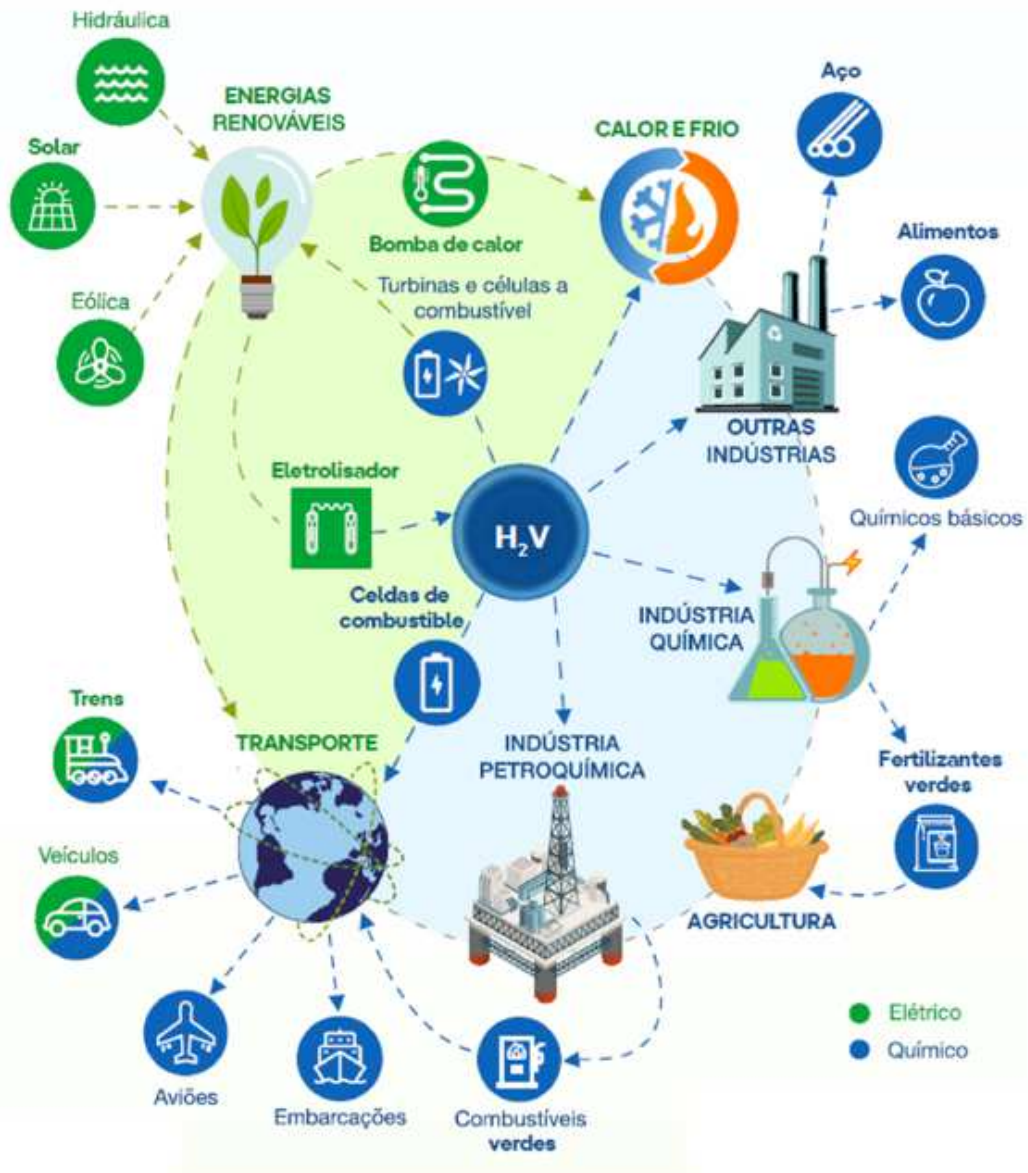 Hidráulica
ENERGIAS
RENOVÁVEIS
Solar
Eólica
Bomba de calor
Turbinas e células a
combustível
CALOR E FRIO
Aço
Alimentos
OUTRAS
INDÚSTRIAS
Eletrolisador
H₂V
Químicos básicos
INDÚSTRIA
QUÍMICA
Celdas de
combustible
Trens
TRANSPORTE
INDÚSTRIA
PETROQUÍMICA
Fertilizantes
verdes
Veículos
AGRICULTURA
Aviões
Embarcações
Combustíveis
verdes
Elétrico
Químico